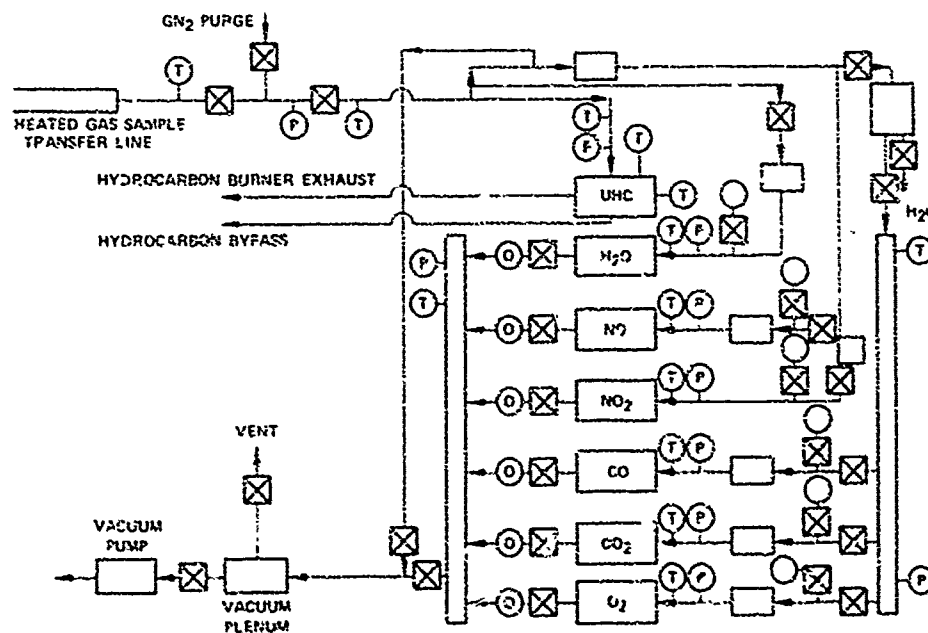 GN₂ PURGE
T
P
T
HEATED GAS SAMPLE
TRANSFER LINE
T
P
T
HYDROCARBON BURNER EXHAUST
UHC
T
HYDROCARBON BYPASS
H₂O
T
P
H₂O
T
P
O
T
T
P
O
NO
T
P
O
NO₂
VENT
T
P
O
CO
VACUUM
PUMP
T
P
O
CO₂
T
P
O
O₂
P
VACUUM
PLENUM